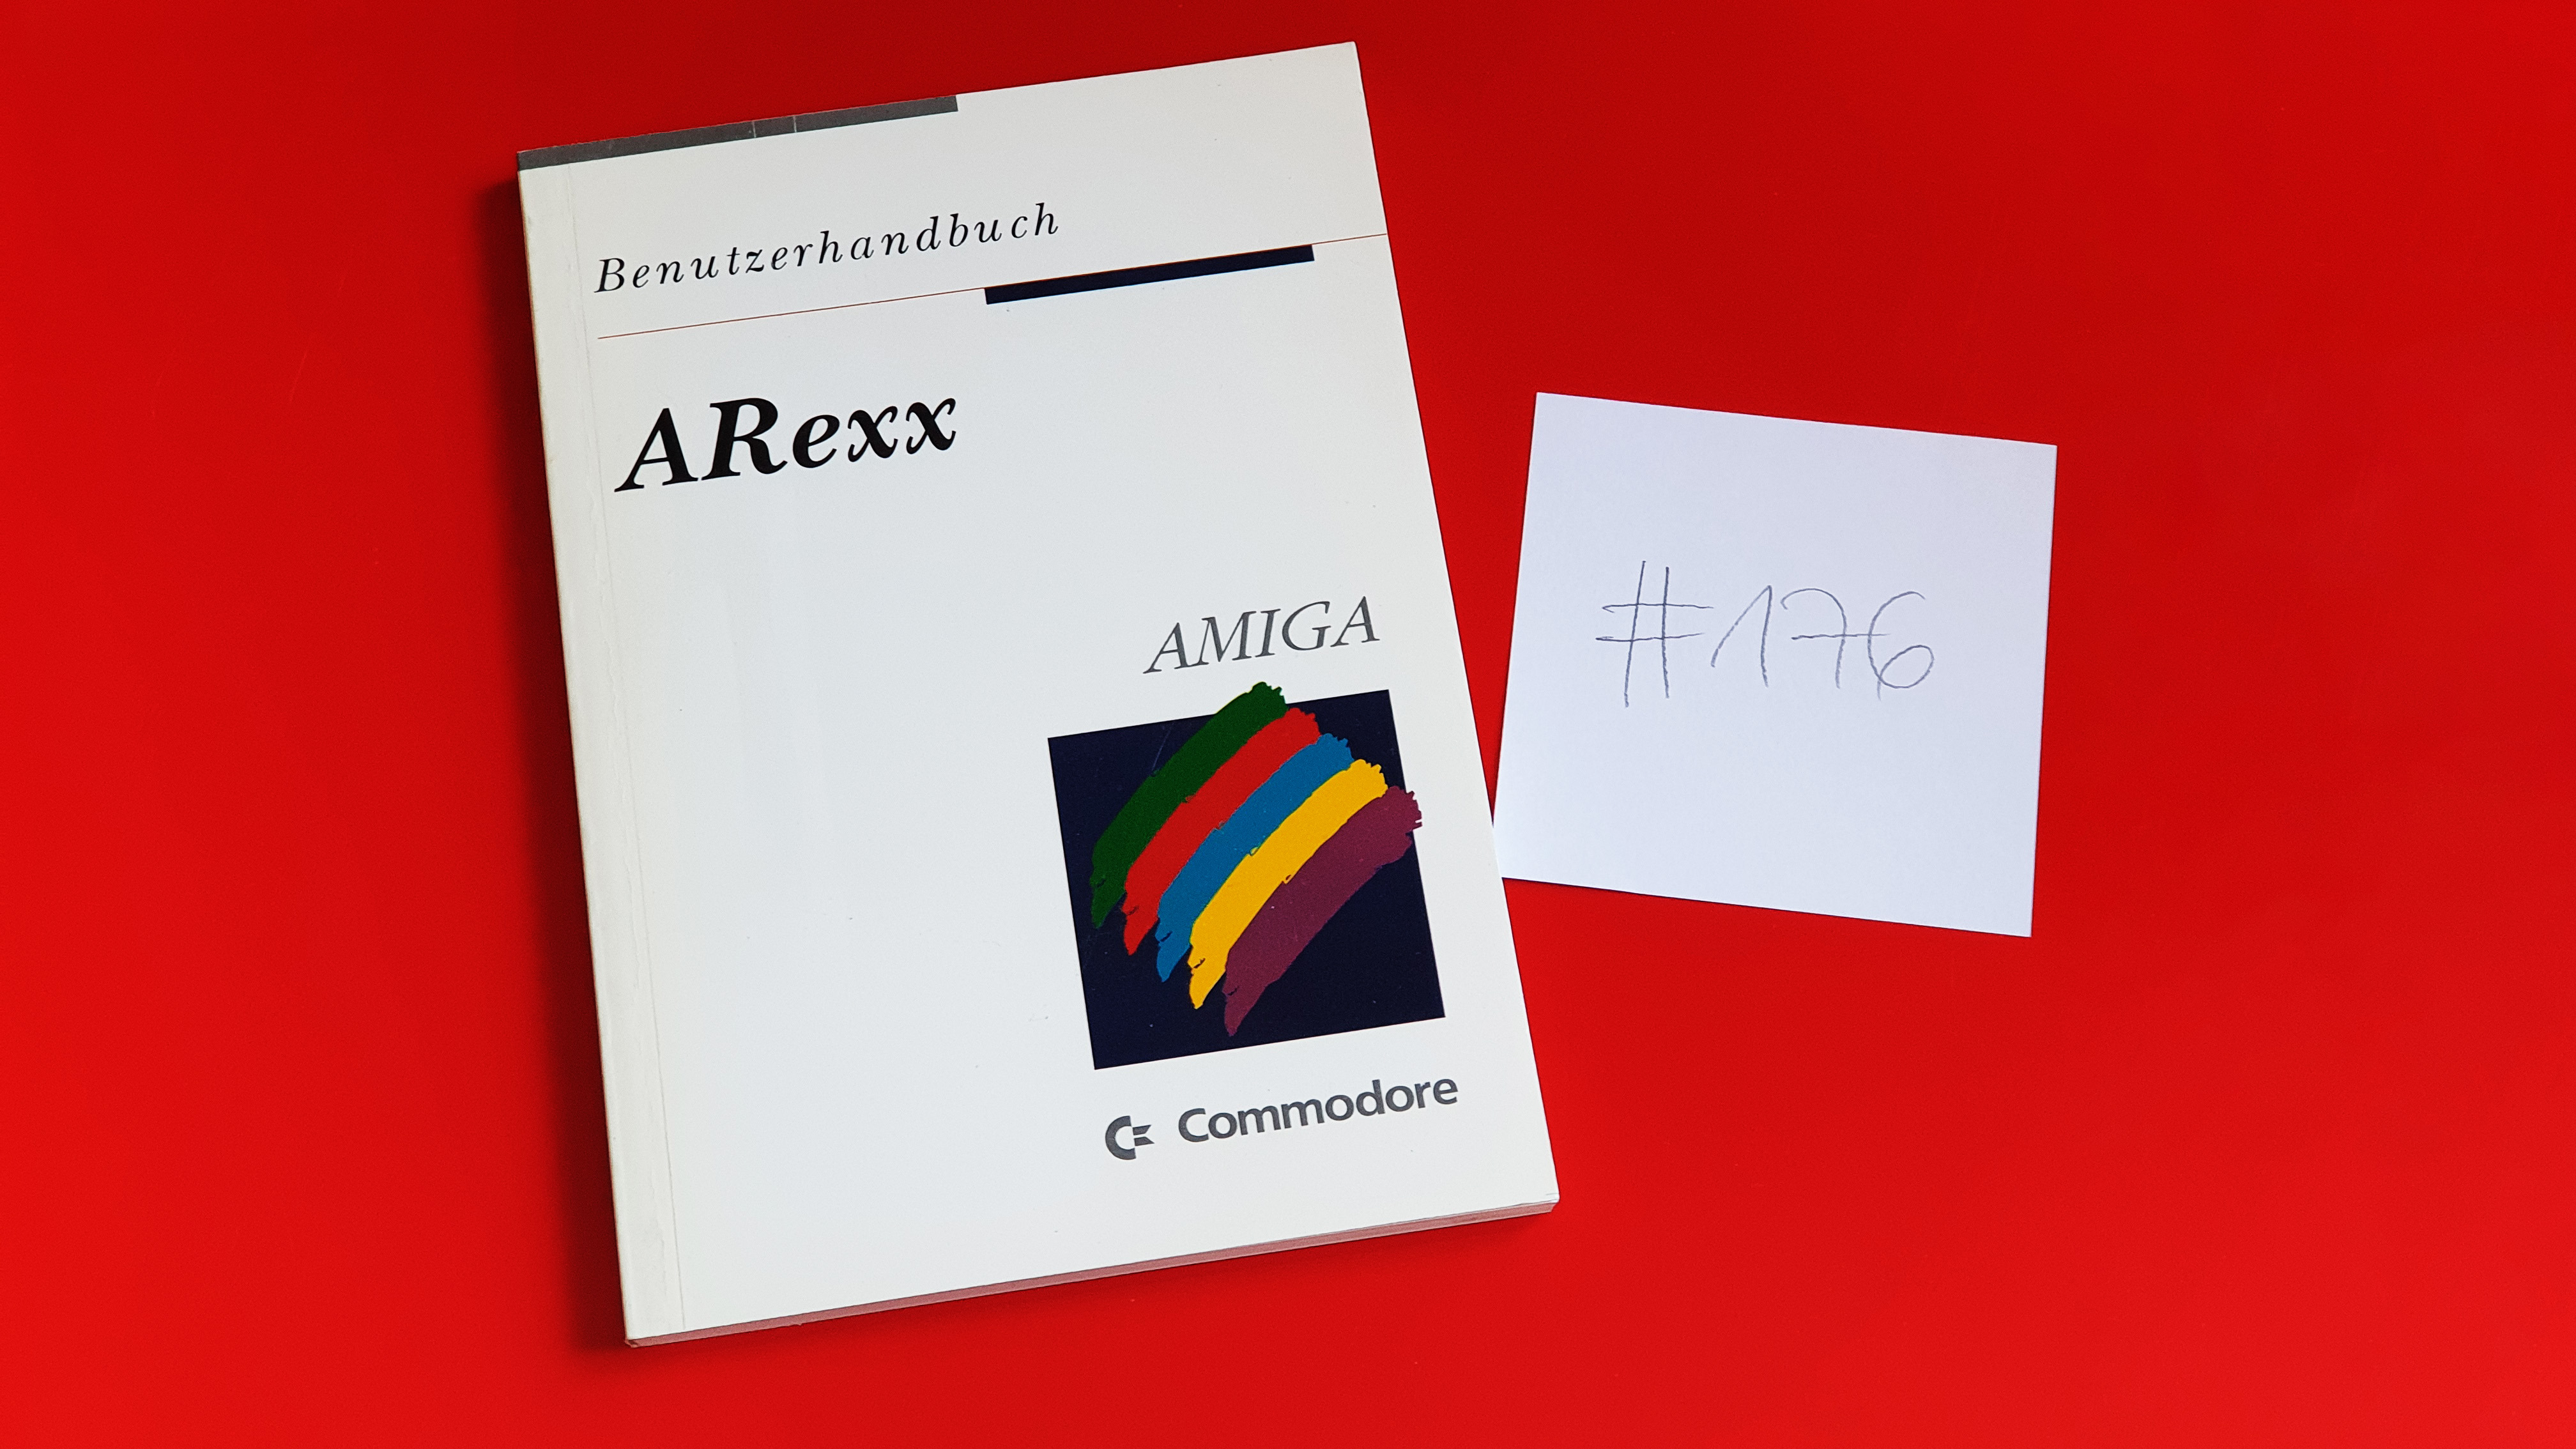 Benutzerhandbuch
ARexx
AMIGA
Commodore
#176